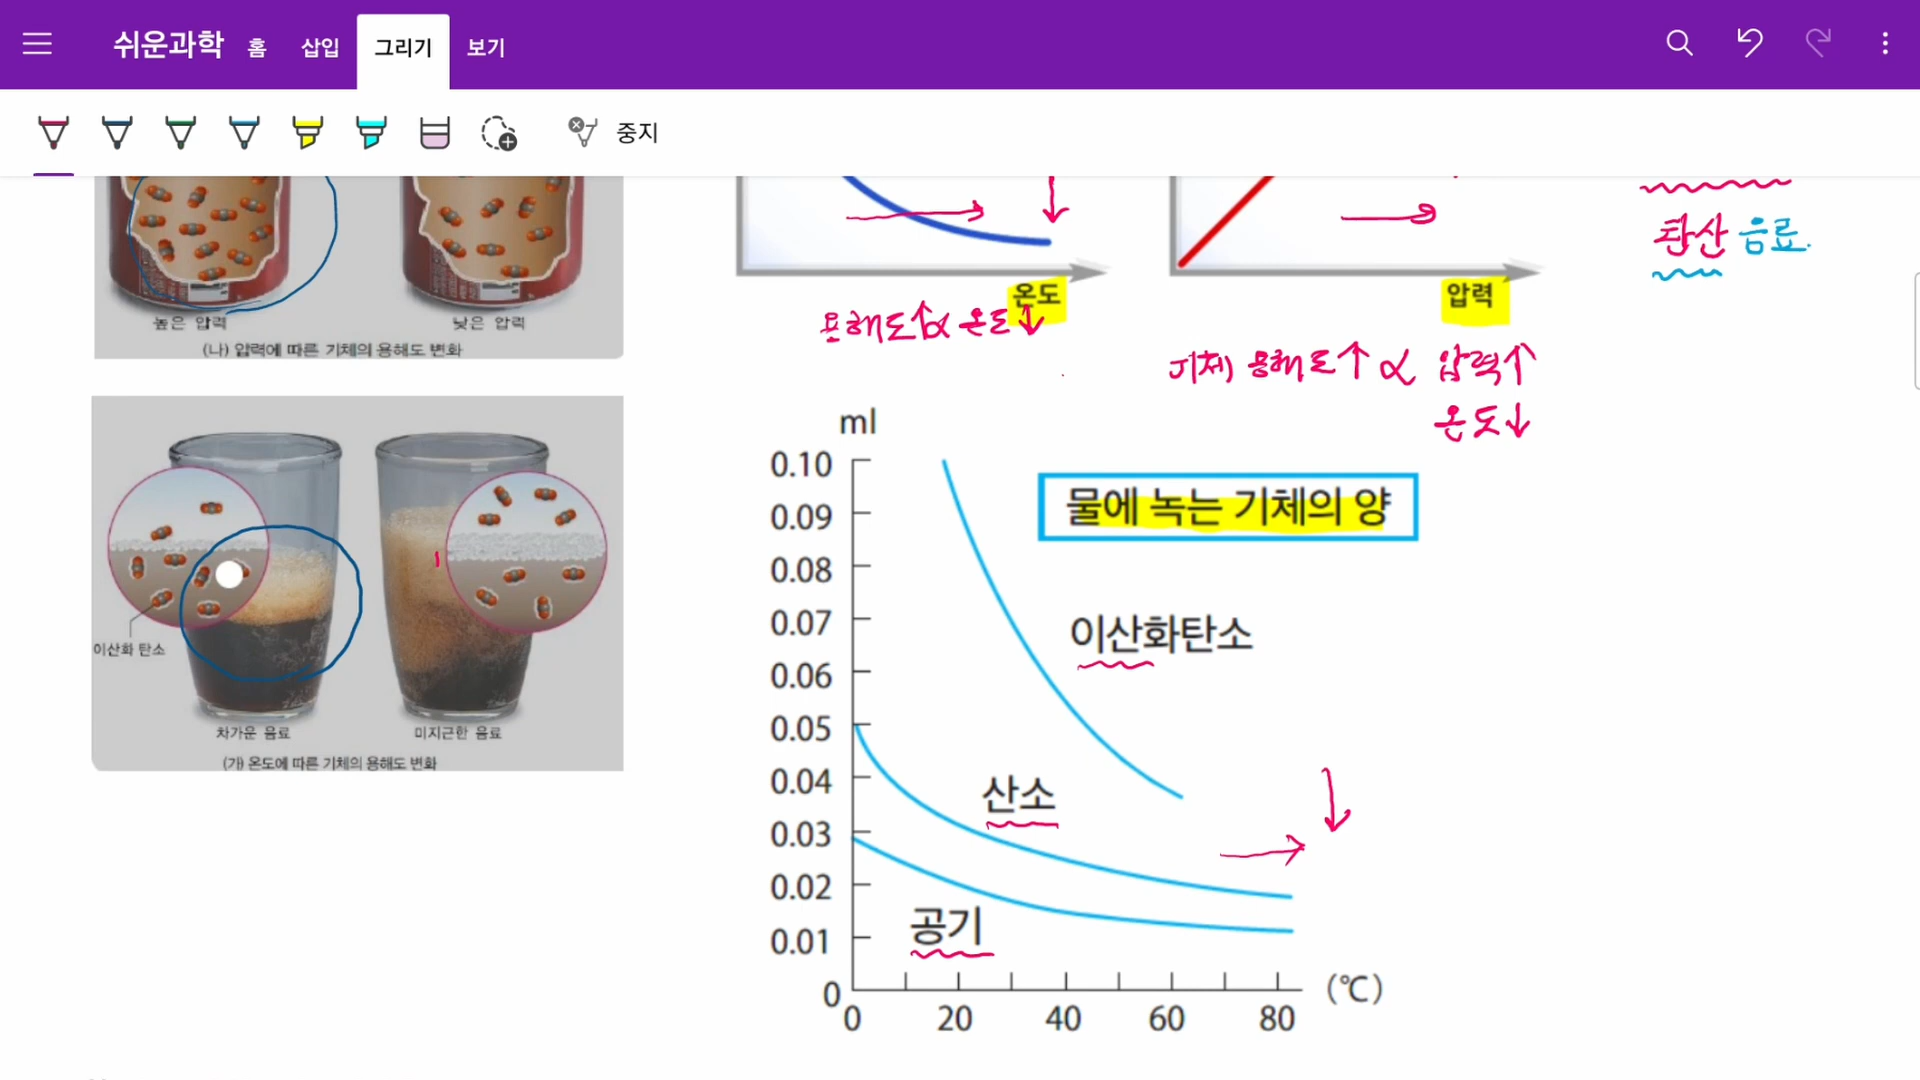 쉬운과학 홈 삽입 그리기 보기
중지
높은 압력
낮은 압력
(나) 압력에 따른 기체의 용해도 변화
온도
용해도↑∝ 온도↓
압력
기체 용해도↑ ∝ 압력↑
온도↓
탄산 음료.
이산화 탄소
차가운 음료
미지근한 음료
(가) 온도에 따른 기체의 용해도 변화
ml
0.10
0.09
0.08
0.07
0.06
0.05
0.04
0.03
0.02
0.01
0
물에 녹는 기체의 양
이산화탄소
산소
공기
0 20 40 60 80 (℃)